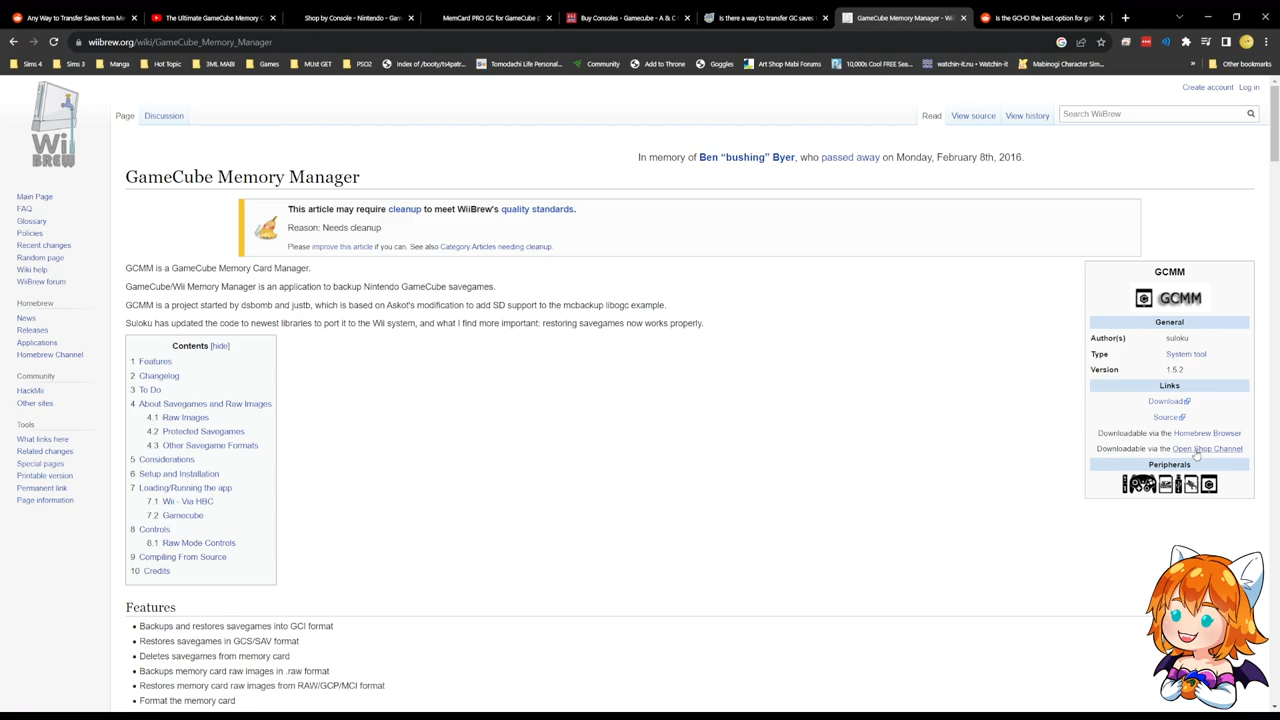 Any Way to Transfer Saves from Me
The Ultimate GameCube Memory C
Shop by Console - Nintendo - Gam
MemCard PRO GC for GameCube (
Buy Consoles - Gamecube - A & C
Is there a way to transfer GC saves
GameCube Memory Manager - Wi
Is the GCHD the best option for ge
wiibrew.org/wiki/GameCube_Memory_Manager
Sims 4 Sims 3 Manga Hot Topic 3ML MABI Games MUst GET PSO2 Index of /booty/ts4patr... Tomodachi Life Personal... Community Add to Throne Goggles Art Shop Mabi Forums 10,000s Cool FREE Sea... watch-it.nu • Watch-it Mabinogi Character Sim... » Other bookmarks
Create account Log in
Page Discussion Read View source View history Search WiiBrew
Wii
BREW
In memory of Ben “bushing” Byer, who passed away on Monday, February 8th, 2016.
GameCube Memory Manager
This article may require cleanup to meet WiiBrew's quality standards.
Reason: Needs cleanup
Please improve this article if you can. See also Category Articles needing cleanup.
Main Page
FAQ
Glossary
Policies
Recent changes
Random page
Wiki help
WiiBrew forum
Homebrew
News
Releases
Applications
Homebrew Channel
Community
HackMii
Other sites
Tools
What links here
Related changes
Special pages
Printable version
Permanent link
Page information
GCMM is a GameCube Memory Card Manager.
GameCube/Wii Memory Manager is an application to backup Nintendo GameCube savegames.
GCMM is a project started by dsbomb and justb, which is based on Askot's modification to add SD support to the mcbackup libogc example.
Suloku has updated the code to newest libraries to port it to the Wii system, and what I find more important: restoring savegames now works properly.
Contents [hide]
1 Features
2 Changelog
3 To Do
4 About Savegames and Raw Images
4.1 Raw Images
4.2 Protected Savegames
4.3 Other Savegame Formats
5 Considerations
6 Setup and Installation
7 Loading/Running the app
7.1 Wii - Via HBC
7.2 Gamecube
8 Controls
8.1 Raw Mode Controls
9 Compiling From Source
10 Credits
GCMM
GCMM
General
Author(s) suloku
Type System tool
Version 1.5.2
Links
Download
Source
Downloadable via the Homebrew Browser
Downloadable via the Open Shop Channel
Peripherals
Features
• Backups and restores savegames into GCI format
• Restores savegames in GCS/SAV format
• Deletes savegames from memory card
• Backups memory card raw images in .raw format
• Restores memory card raw images from RAW/GCP/MCI format
• Format the memory card